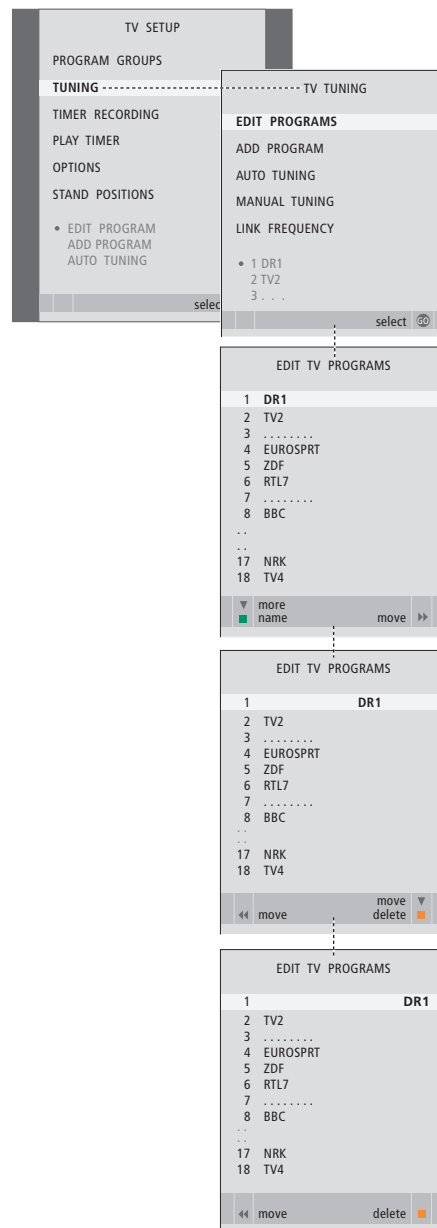 TV SETUP
PROGRAM GROUPS
TUNING
TIMER RECORDING
PLAY TIMER
OPTIONS
STAND POSITIONS
• EDIT PROGRAM
ADD PROGRAM
AUTO TUNING
selec
TV TUNING
EDIT PROGRAMS
ADD PROGRAM
AUTO TUNING
MANUAL TUNING
LINK FREQUENCY
• 1 DR1
2 TV2
3 . . .
select GO
EDIT TV PROGRAMS
1 DR1
2 TV2
3 . . . . . . . .
4 EUROSPRT
5 ZDF
6 RTL7
7 . . . . . . . .
8 BBC
. .
. .
17 NRK
18 TV4
more
name move
EDIT TV PROGRAMS
1 DR1
2 TV2
3 . . . . . . . .
4 EUROSPRT
5 ZDF
6 RTL7
7 . . . . . . . .
8 BBC
. .
. .
17 NRK
18 TV4
move
move delete
EDIT TV PROGRAMS
1 DR1
2 TV2
3 . . . . . . . .
4 EUROSPRT
5 ZDF
6 RTL7
7 . . . . . . . .
8 BBC
. .
. .
17 NRK
18 TV4
move delete